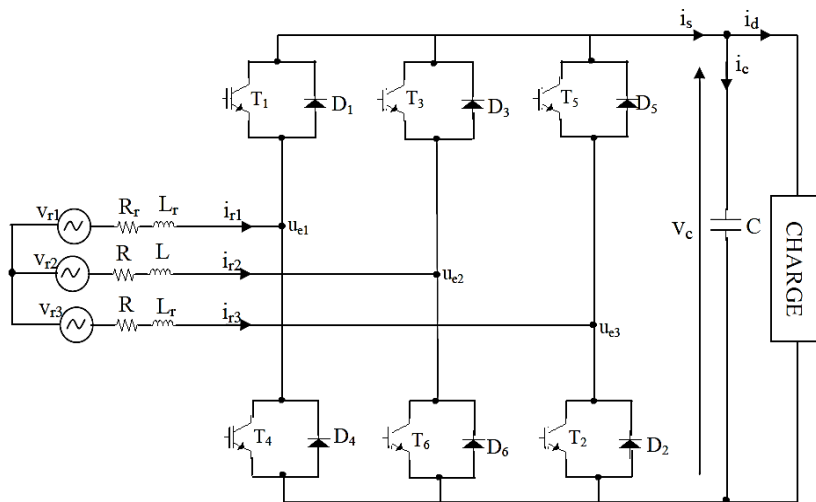 i_s i_d
i_c
T_1 D_1 T_3 D_3 T_5 D_5
v_r1 R_r L_r i_r1 u_e1
v_r2 R L i_r2 u_e2
v_r3 R L_r i_r3 u_e3
v_c C CHARGE
T_4 D_4 T_6 D_6 T_2 D_2